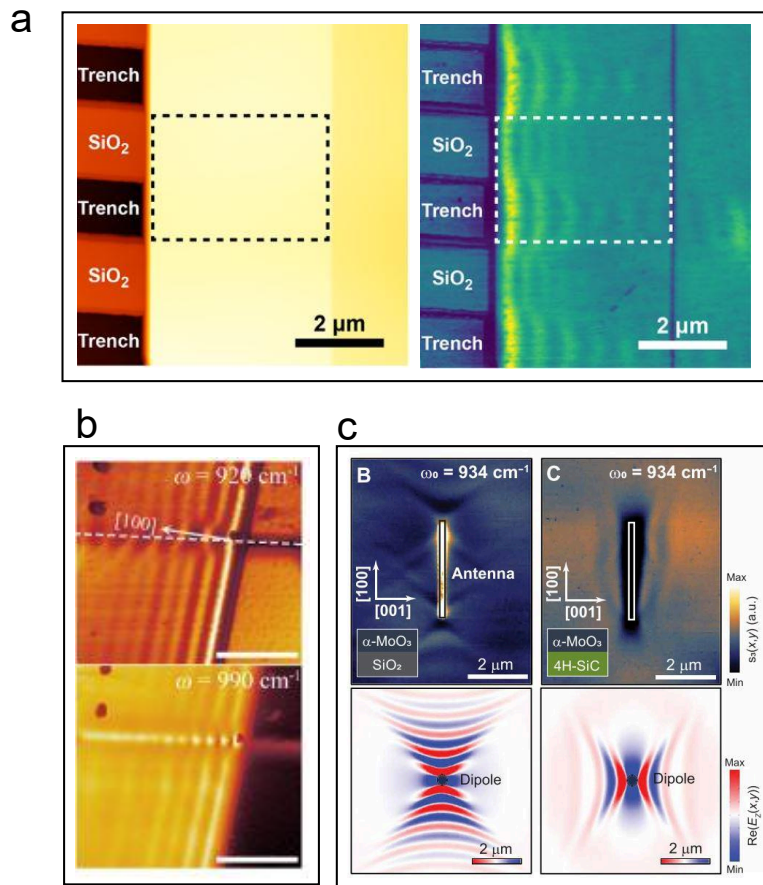 a
Trench
SiO₂
Trench
SiO₂
Trench
2 μm
Trench
SiO₂
Trench
SiO₂
Trench
2 μm
b
ω = 920 cm⁻¹
[100]
ω = 990 cm⁻¹
c
B
ω₀ = 934 cm⁻¹
[100]
[001]
Antenna
α-MoO₃
SiO₂
2 μm
C
ω₀ = 934 cm⁻¹
[100]
[001]
α-MoO₃
4H-SiC
2 μm
Max
s₃(x,y) (a.u.)
Min
Dipole
2 μm
Dipole
2 μm
Max
Re(E_z(x,y))
Min